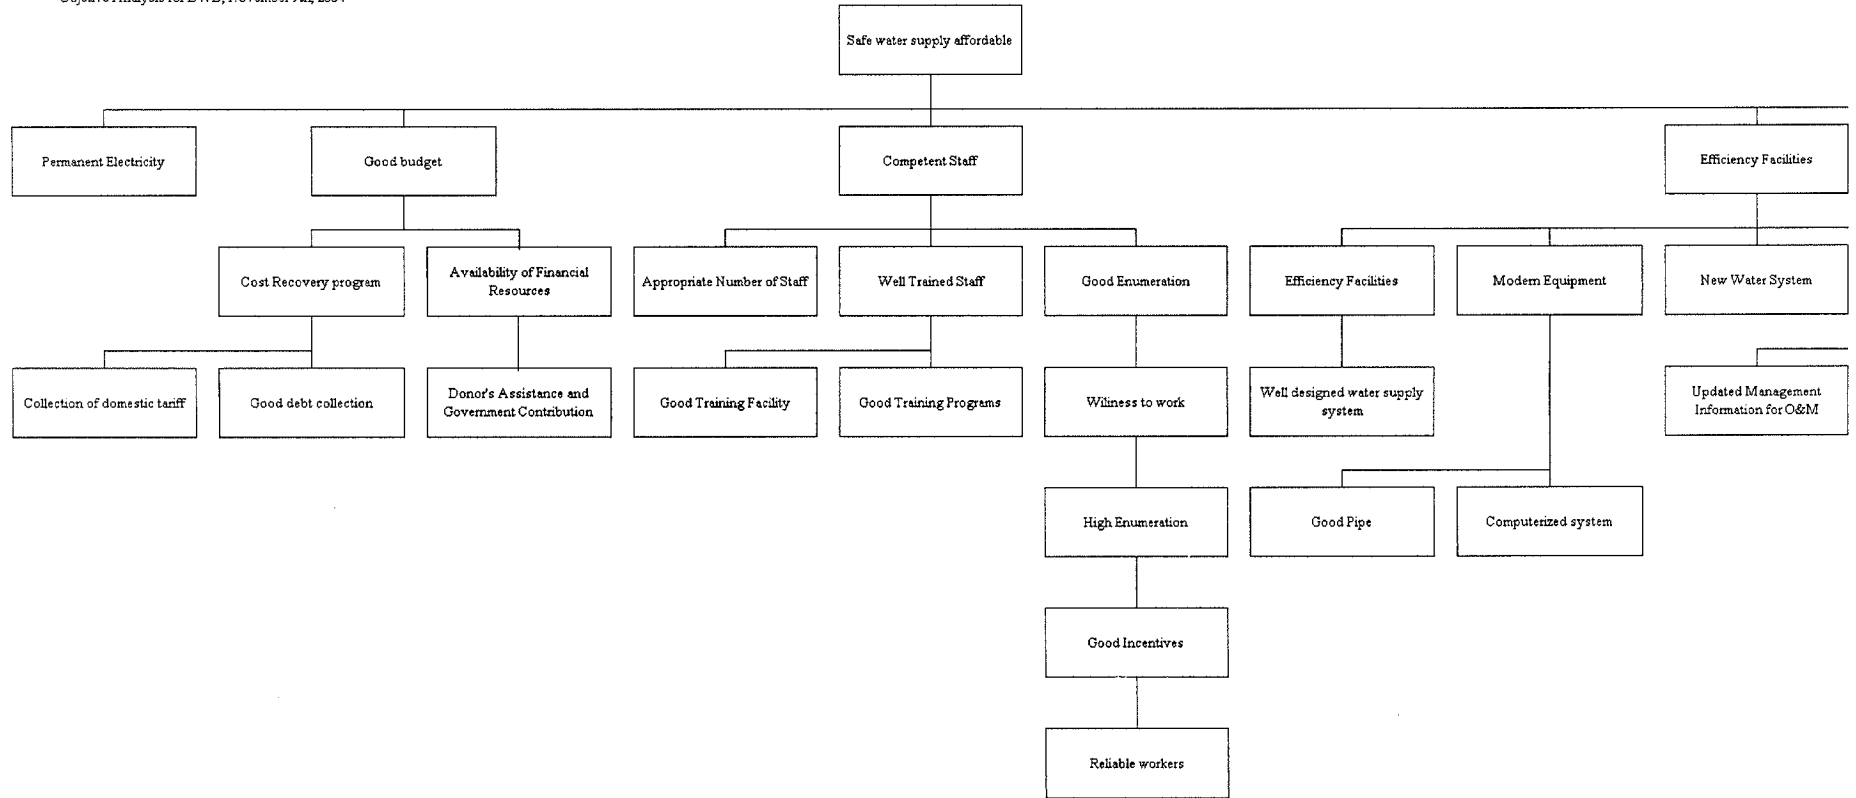 Safe water supply affordable
Permanent Electricity
Good budget
Competent Staff
Efficiency Facilities
Cost Recovery program
Availability of Financial
Resources
Appropriate Number of Staff
Well Trained Staff
Good Enumeration
Efficiency Facilities
Modern Equipment
New Water System
Collection of domestic tariff
Good debt collection
Donor's Assistance and
Government Contribution
Good Training Facility
Good Training Programs
Wiliness to work
Well designed water supply
system
Updated Management
Information for O&M
High Enumeration
Good Pipe
Computerized system
Good Incentives
Reliable workers